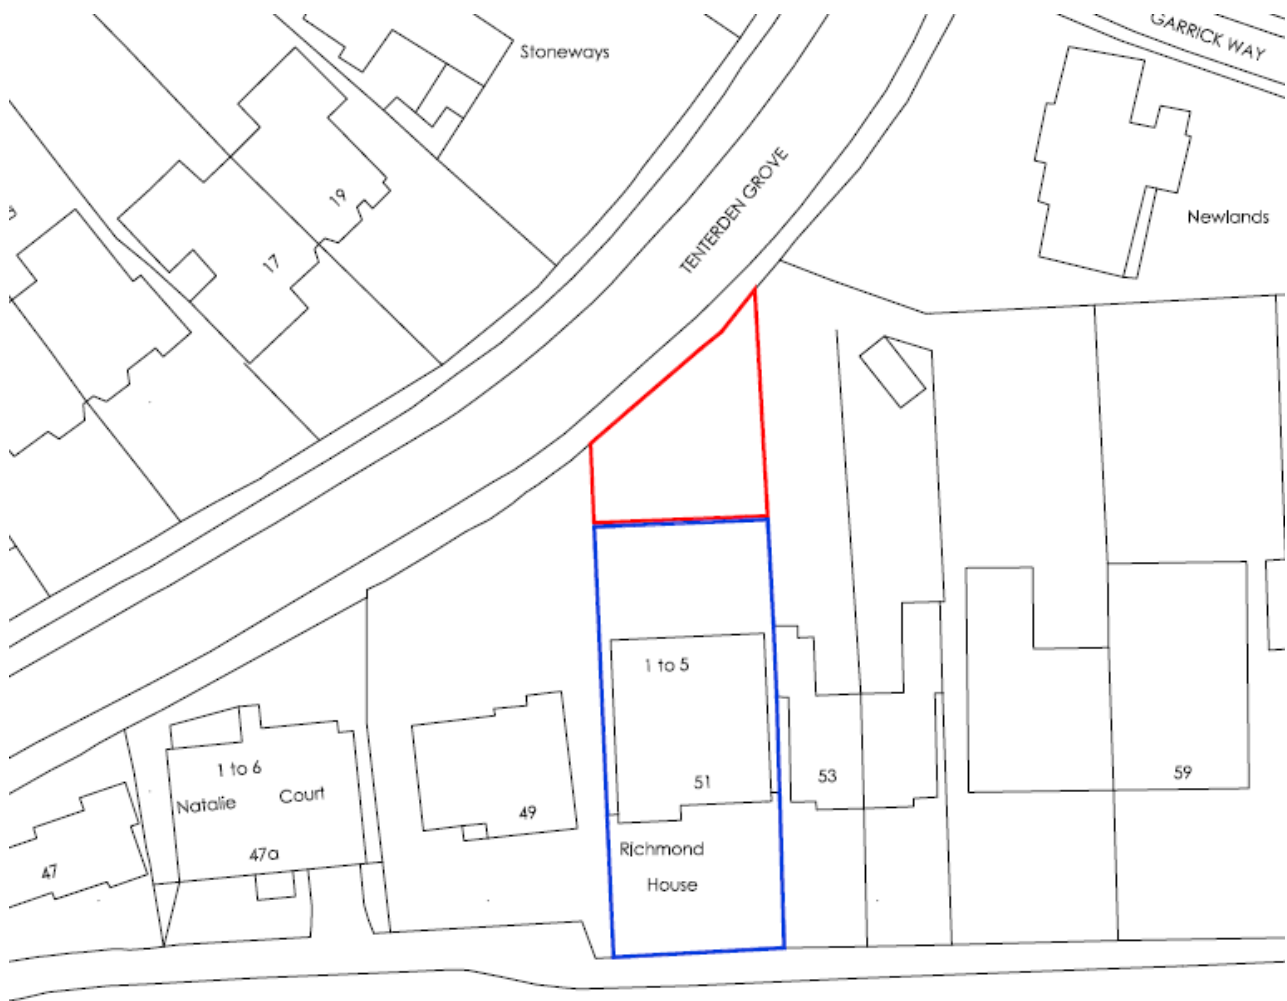 GARRICK WAY
Stoneways
TENTERDEN GROVE
19
Newlands
17
1 to 5
1 to 6
51
53
59
Natalie Court
49
47a
Richmond
House
47